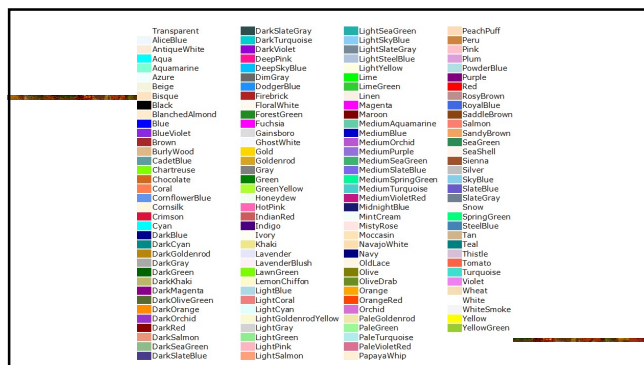 Transparent
AliceBlue
AntiqueWhite
Aqua
Aquamarine
Azure
Beige
Bisque
Black
BlanchedAlmond
Blue
BlueViolet
Brown
BurlyWood
CadetBlue
Chartreuse
Chocolate
Coral
CornflowerBlue
Cornsilk
Crimson
Cyan
DarkBlue
DarkCyan
DarkGoldenrod
DarkGray
DarkGreen
DarkKhaki
DarkMagenta
DarkOliveGreen
DarkOrange
DarkOrchid
DarkRed
DarkSalmon
DarkSeaGreen
DarkSlateBlue
DarkSlateGray
DarkTurquoise
DarkViolet
DeepPink
DeepSkyBlue
DimGray
DodgerBlue
Firebrick
FloralWhite
ForestGreen
Fuchsia
Gainsboro
GhostWhite
Gold
Goldenrod
Gray
Green
GreenYellow
Honeydew
HotPink
IndianRed
Indigo
Ivory
Khaki
Lavender
LavenderBlush
LawnGreen
LemonChiffon
LightBlue
LightCoral
LightCyan
LightGoldenrodYellow
LightGray
LightGreen
LightPink
LightSalmon
LightSeaGreen
LightSkyBlue
LightSlateGray
LightSteelBlue
LightYellow
Lime
LimeGreen
Linen
Magenta
Maroon
MediumAquamarine
MediumBlue
MediumOrchid
MediumPurple
MediumSeaGreen
MediumSlateBlue
MediumSpringGreen
MediumTurquoise
MediumVioletRed
MidnightBlue
MintCream
MistyRose
Moccasin
NavajoWhite
Navy
OldLace
Olive
OliveDrab
Orange
OrangeRed
Orchid
PaleGoldenrod
PaleGreen
PaleTurquoise
PaleVioletRed
PapayaWhip
PeachPuff
Peru
Pink
Plum
PowderBlue
Purple
Red
RosyBrown
RoyalBlue
SaddleBrown
Salmon
SandyBrown
SeaGreen
SeaShell
Sienna
Silver
SkyBlue
SlateBlue
SlateGray
Snow
SpringGreen
SteelBlue
Tan
Teal
Thistle
Tomato
Turquoise
Violet
Wheat
White
WhiteSmoke
Yellow
YellowGreen